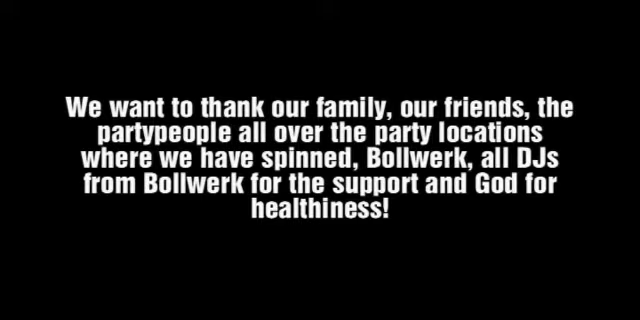 We want to thank our family, our friends, the
partypeople all over the party locations
where we have spinned, Bollwerk, all DJs
from Bollwerk for the support and God for
healthiness!